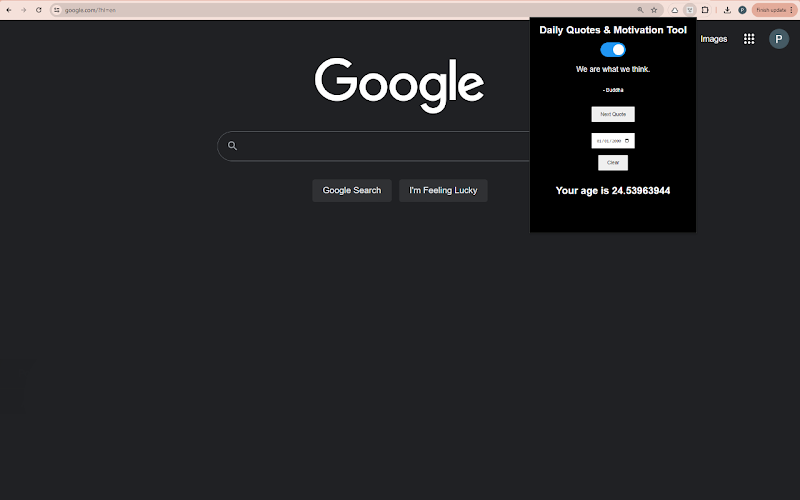 google.com/?hl=en
Finish update
Daily Quotes & Motivation Tool
Images
P
Google
We are what we think.
- Buddha
Next Quote
Clear
Google Search
I'm Feeling Lucky
Your age is 24.53963944